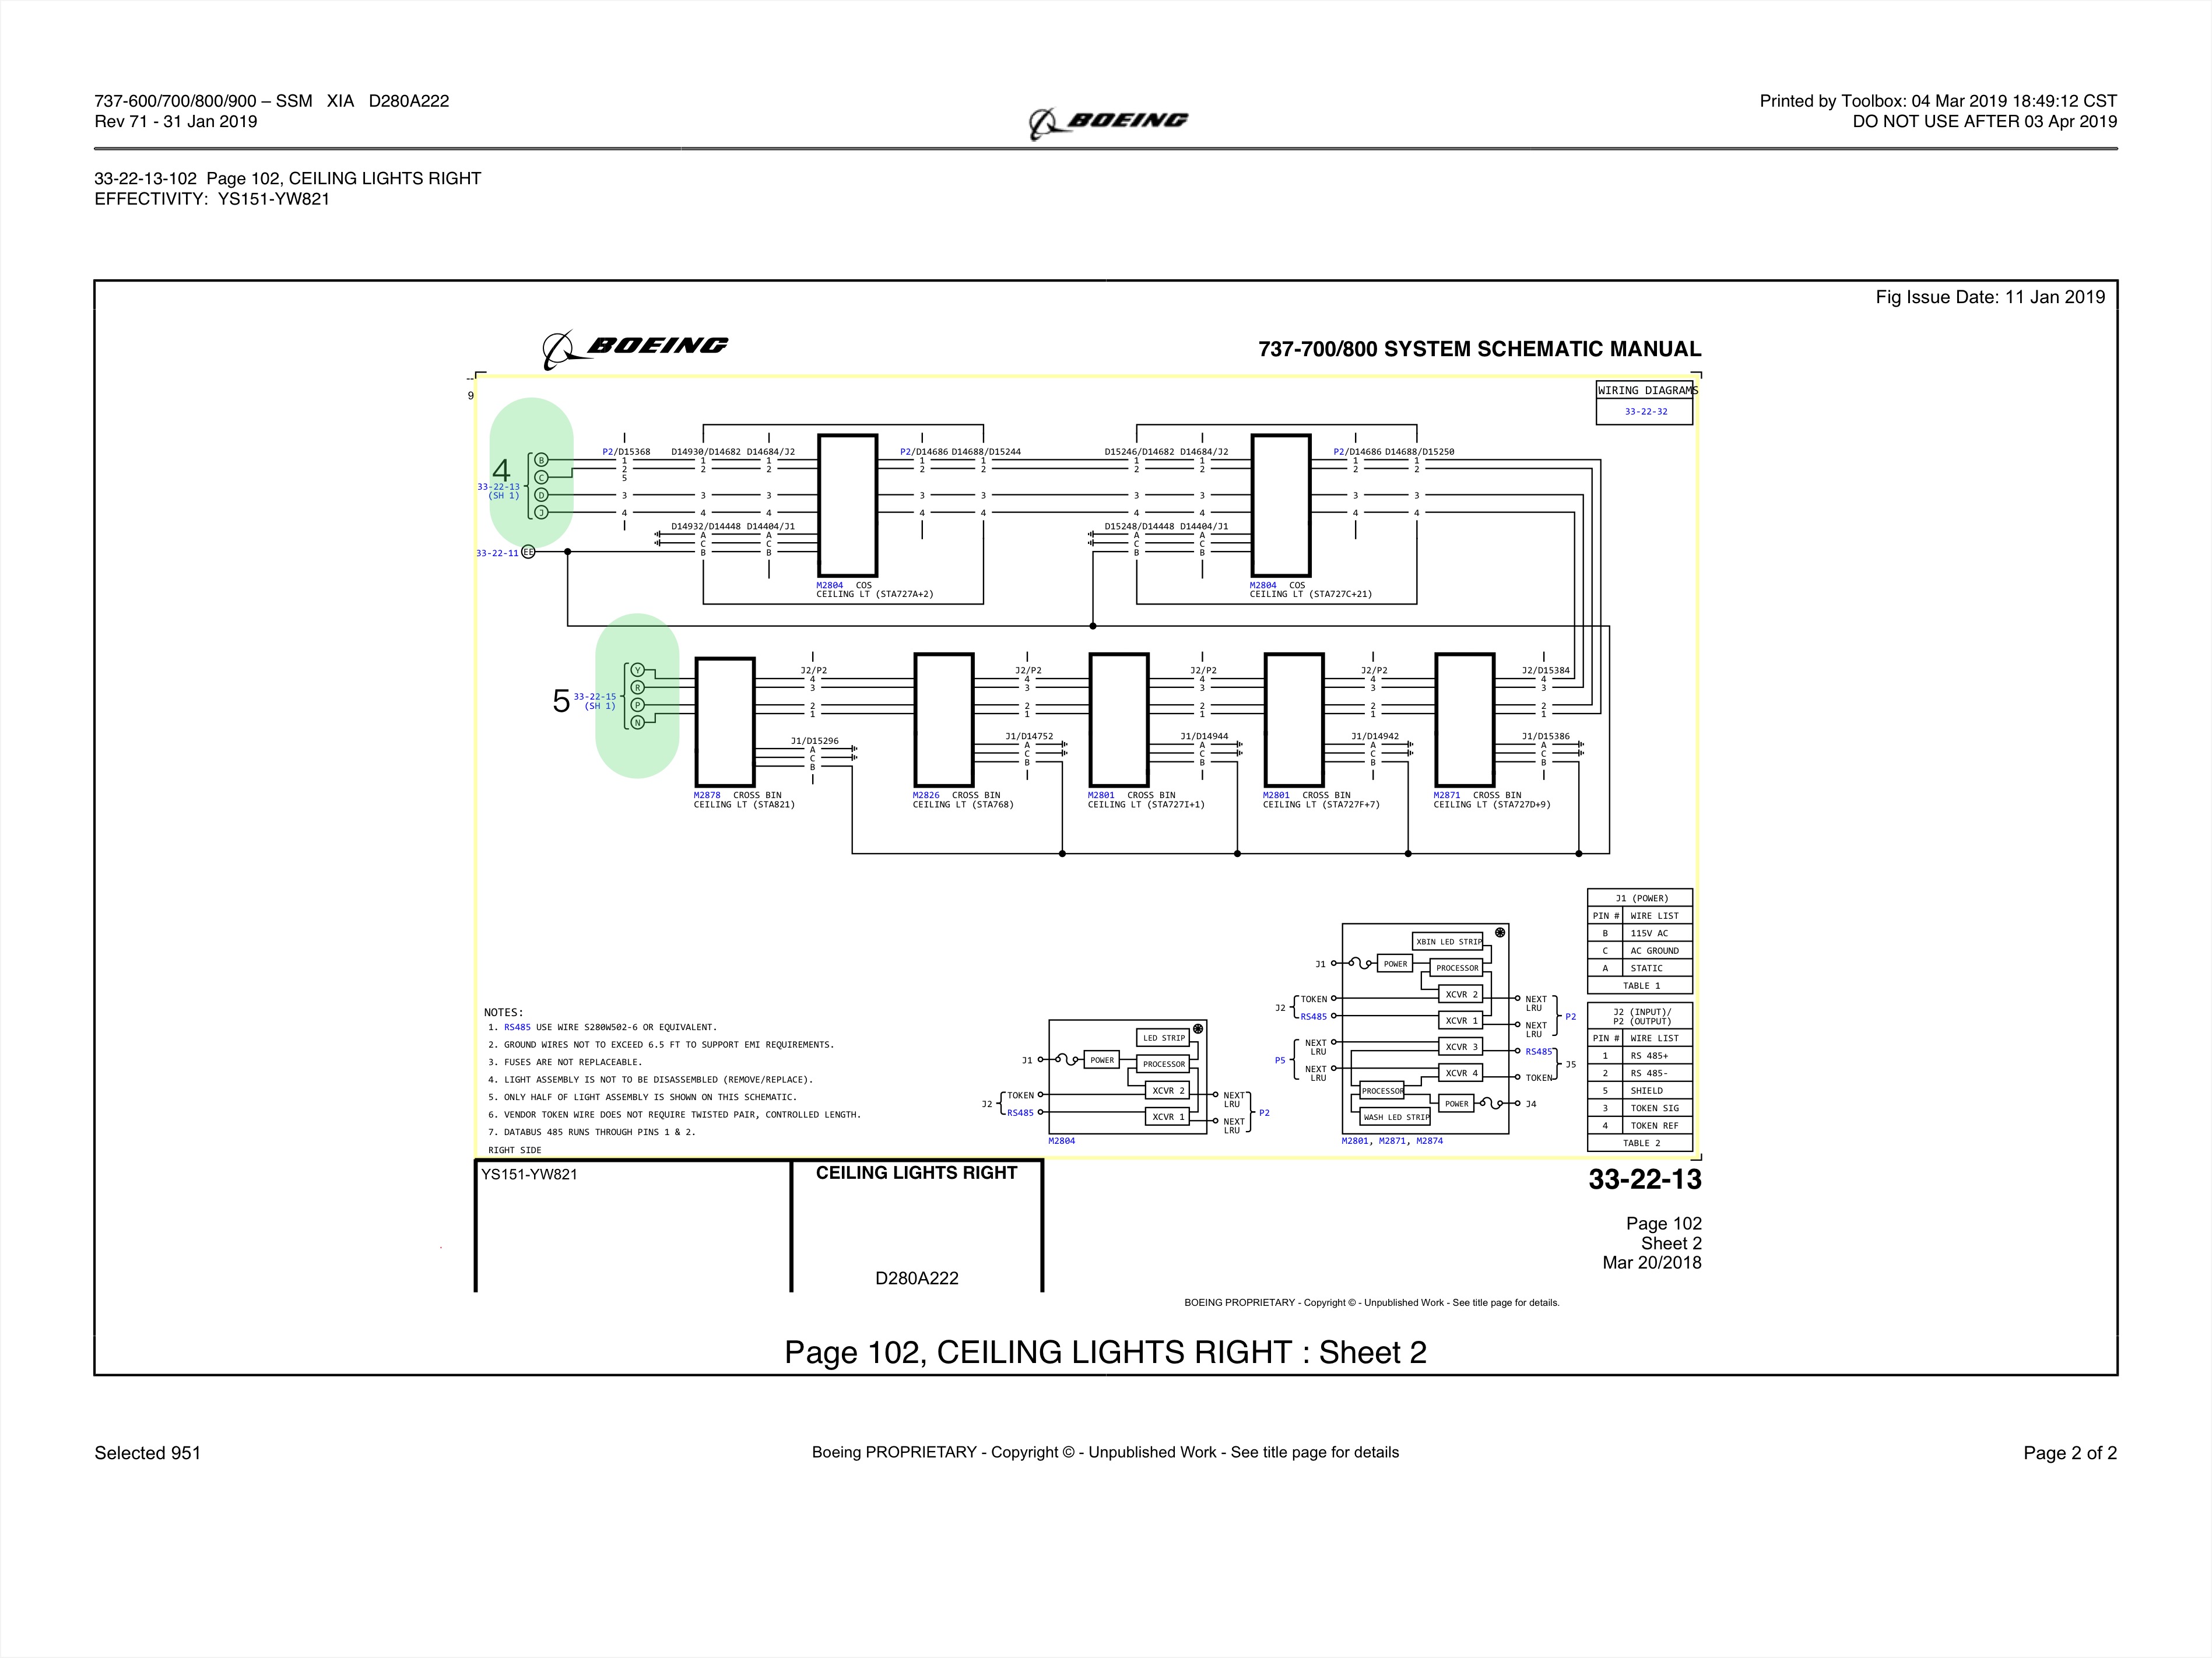 737-600/700/800/900 – SSM XIA D280A222
Rev 71 - 31 Jan 2019
BOEING
Printed by Toolbox: 04 Mar 2019 18:49:12 CST
DO NOT USE AFTER 03 Apr 2019
33-22-13-102 Page 102, CEILING LIGHTS RIGHT
EFFECTIVITY: YS151-YW821
Fig Issue Date: 11 Jan 2019
BOEING
737-700/800 SYSTEM SCHEMATIC MANUAL
--
9
WIRING DIAGRAMS
33-22-32
4
33-22-13
(SH 1)
B
C
D
J
33-22-11 EE
P2/D15368
1
2
5
3
4
D14930/D14682 D14684/J2
1 1
2 2
3 3
4 4
D14932/D14448 D14404/J1
A A
C C
B B
M2804 COS
CEILING LT (STA727A+2)
P2/D14686 D14688/D15244
1 1
2 2
3 3
4 4
D15246/D14682 D14684/J2
1 1
2 2
3 3
4 4
D15248/D14448 D14404/J1
A A
C C
B B
M2804 COS
CEILING LT (STA727C+21)
P2/D14686 D14688/D15250
1 1
2 2
3 3
4 4
5
33-22-15
(SH 1)
Y
R
P
N
J2/P2
4
3
2
1
J1/D15296
A
C
B
M2878 CROSS BIN
CEILING LT (STA821)
J2/P2
4
3
2
1
J1/D14752
A
C
B
M2826 CROSS BIN
CEILING LT (STA768)
J2/P2
4
3
2
1
J1/D14944
A
C
B
M2801 CROSS BIN
CEILING LT (STA727I+1)
J2/P2
4
3
2
1
J1/D14942
A
C
B
M2801 CROSS BIN
CEILING LT (STA727F+7)
J2/D15384
4
3
2
1
J1/D15386
A
C
B
M2871 CROSS BIN
CEILING LT (STA727D+9)
NOTES:
1. RS485 USE WIRE S280W502-6 OR EQUIVALENT.
2. GROUND WIRES NOT TO EXCEED 6.5 FT TO SUPPORT EMI REQUIREMENTS.
3. FUSES ARE NOT REPLACEABLE.
4. LIGHT ASSEMBLY IS NOT TO BE DISASSEMBLED (REMOVE/REPLACE).
5. ONLY HALF OF LIGHT ASSEMBLY IS SHOWN ON THIS SCHEMATIC.
6. VENDOR TOKEN WIRE DOES NOT REQUIRE TWISTED PAIR, CONTROLLED LENGTH.
7. DATABUS 485 RUNS THROUGH PINS 1 & 2.
RIGHT SIDE
LED STRIP
J1
POWER
PROCESSOR
J2
TOKEN
RS485
XCVR 2
XCVR 1
NEXT
LRU
NEXT
LRU
P2
M2804
XBIN LED STRIP
J1
POWER
PROCESSOR
J2
TOKEN
RS485
XCVR 2
XCVR 1
NEXT
LRU
NEXT
LRU
P2
P5
NEXT
LRU
NEXT
LRU
XCVR 3
XCVR 4
RS485
TOKEN
J5
PROCESSOR
POWER
J4
WASH LED STRIP
M2801, M2871, M2874
J1 (POWER)
PIN # WIRE LIST
B 115V AC
C AC GROUND
A STATIC
TABLE 1
J2 (INPUT)/
P2 (OUTPUT)
PIN # WIRE LIST
1 RS 485+
2 RS 485-
5 SHIELD
3 TOKEN SIG
4 TOKEN REF
TABLE 2
YS151-YW821
CEILING LIGHTS RIGHT
D280A222
33-22-13
Page 102
Sheet 2
Mar 20/2018
BOEING PROPRIETARY - Copyright © - Unpublished Work - See title page for details.
Page 102, CEILING LIGHTS RIGHT : Sheet 2
Selected 951
Boeing PROPRIETARY - Copyright © - Unpublished Work - See title page for details
Page 2 of 2